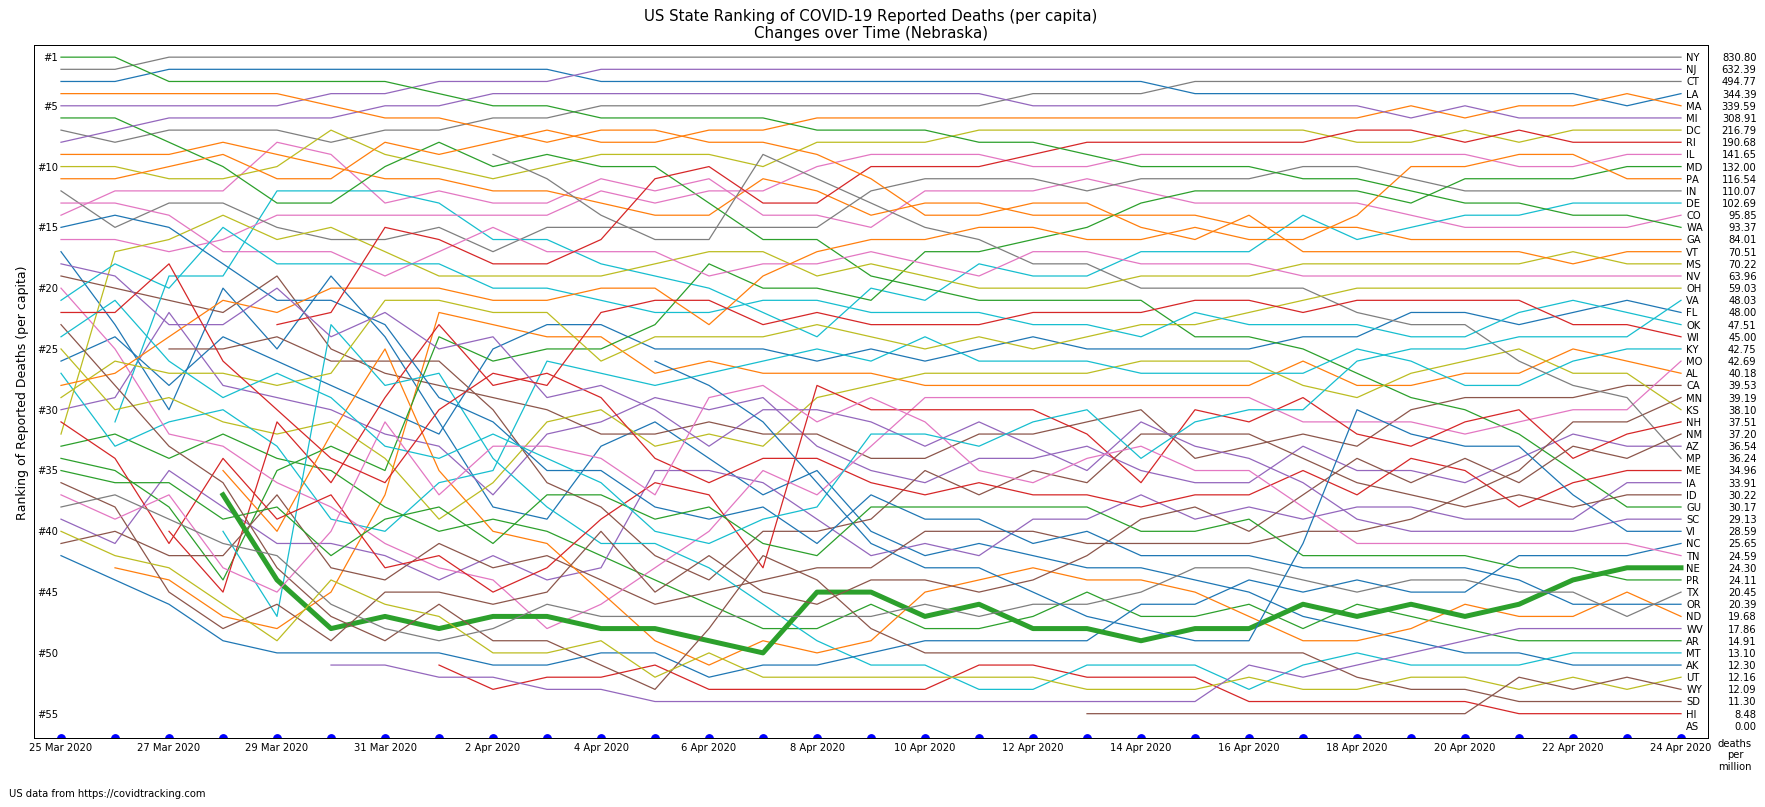 US State Ranking of COVID-19 Reported Deaths (per capita)
Changes over Time (Nebraska)
Ranking of Reported Deaths (per capita)
#1
#5
#10
#15
#20
#25
#30
#35
#40
#45
#50
#55
NY 830.80
NJ 632.39
CT 494.77
LA 344.39
MA 339.59
MI 308.91
DC 216.79
RI 190.68
IL 141.65
MD 132.00
PA 116.54
IN 110.07
DE 102.69
CO 95.85
WA 93.37
GA 84.01
VT 70.51
MS 70.22
NV 63.96
OH 59.03
VA 48.03
FL 48.00
OK 47.51
WI 45.00
KY 42.75
MO 42.69
AL 40.18
CA 39.53
MN 39.19
KS 38.10
NH 37.51
NM 37.20
AZ 36.54
MP 36.24
ME 34.96
IA 33.91
ID 30.22
GU 30.17
SC 29.13
VI 28.59
NC 25.65
TN 24.59
NE 24.30
PR 24.11
TX 20.45
OR 20.39
ND 19.68
WV 17.86
AR 14.91
MT 13.10
AK 12.30
UT 12.16
WY 12.09
SD 11.30
HI 8.48
AS 0.00
25 Mar 2020 27 Mar 2020 29 Mar 2020 31 Mar 2020 2 Apr 2020 4 Apr 2020 6 Apr 2020 8 Apr 2020 10 Apr 2020 12 Apr 2020 14 Apr 2020 16 Apr 2020 18 Apr 2020 20 Apr 2020 22 Apr 2020 24 Apr 2020
deaths
per
million
US data from https://covidtracking.com